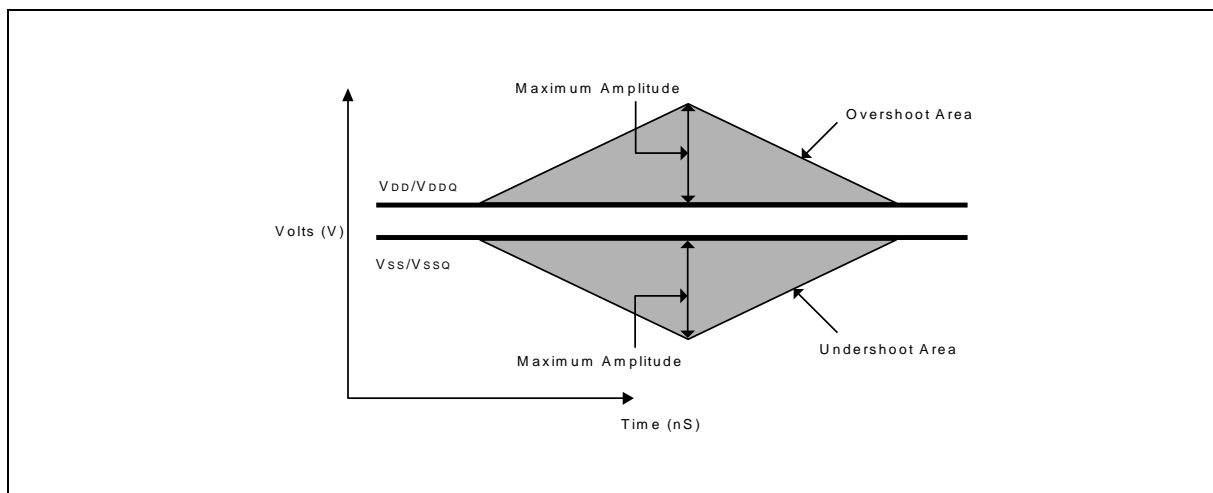 Maximum Amplitude
Overshoot Area
VDD/VDDQ
Volts (V)
VSS/VSSQ
Undershoot Area
Maximum Amplitude
Time (nS)